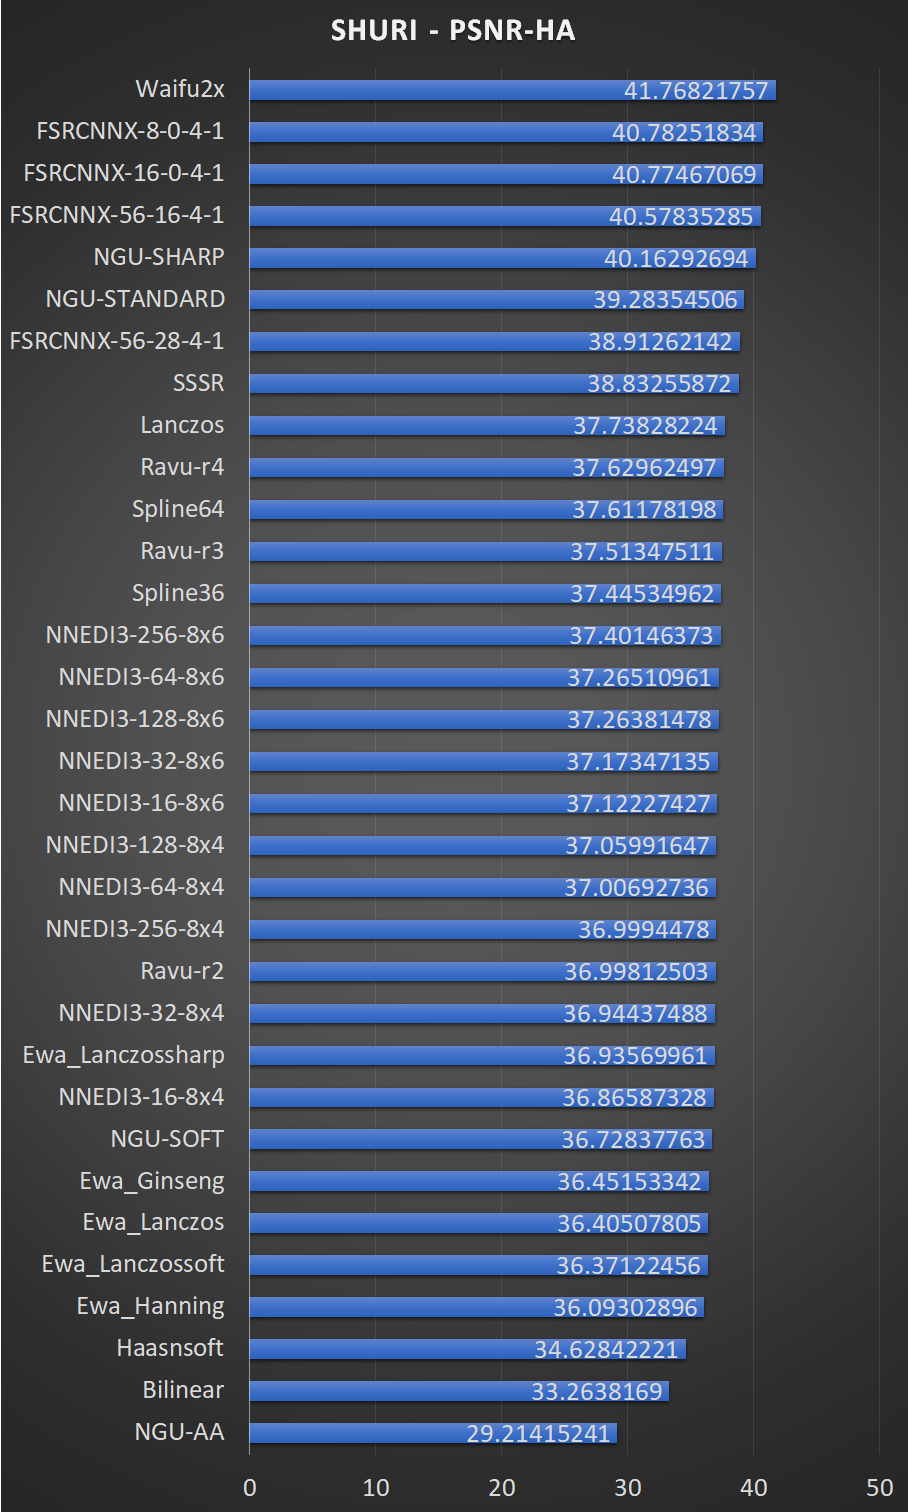 SHURI - PSNR-HA
Waifu2x 41.76821757
FSRCNNX-8-0-4-1 40.78251834
FSRCNNX-16-0-4-1 40.77467069
FSRCNNX-56-16-4-1 40.57835285
NGU-SHARP 40.16292694
NGU-STANDARD 39.28354506
FSRCNNX-56-28-4-1 38.91262142
SSSR 38.83255872
Lanczos 37.73828224
Ravu-r4 37.62962497
Spline64 37.61178198
Ravu-r3 37.51347511
Spline36 37.44534962
NNEDI3-256-8x6 37.40146373
NNEDI3-64-8x6 37.26510961
NNEDI3-128-8x6 37.26381478
NNEDI3-32-8x6 37.17347135
NNEDI3-16-8x6 37.12227427
NNEDI3-128-8x4 37.05991647
NNEDI3-64-8x4 37.00692736
NNEDI3-256-8x4 36.9994478
Ravu-r2 36.99812503
NNEDI3-32-8x4 36.94437488
Ewa_Lanczossharp 36.93569961
NNEDI3-16-8x4 36.86587328
NGU-SOFT 36.72837763
Ewa_Ginseng 36.45153342
Ewa_Lanczos 36.40507805
Ewa_Lanczossoft 36.37122456
Ewa_Hanning 36.09302896
Haasnsoft 34.62842221
Bilinear 33.2638169
NGU-AA 29.21415241
0 10 20 30 40 50